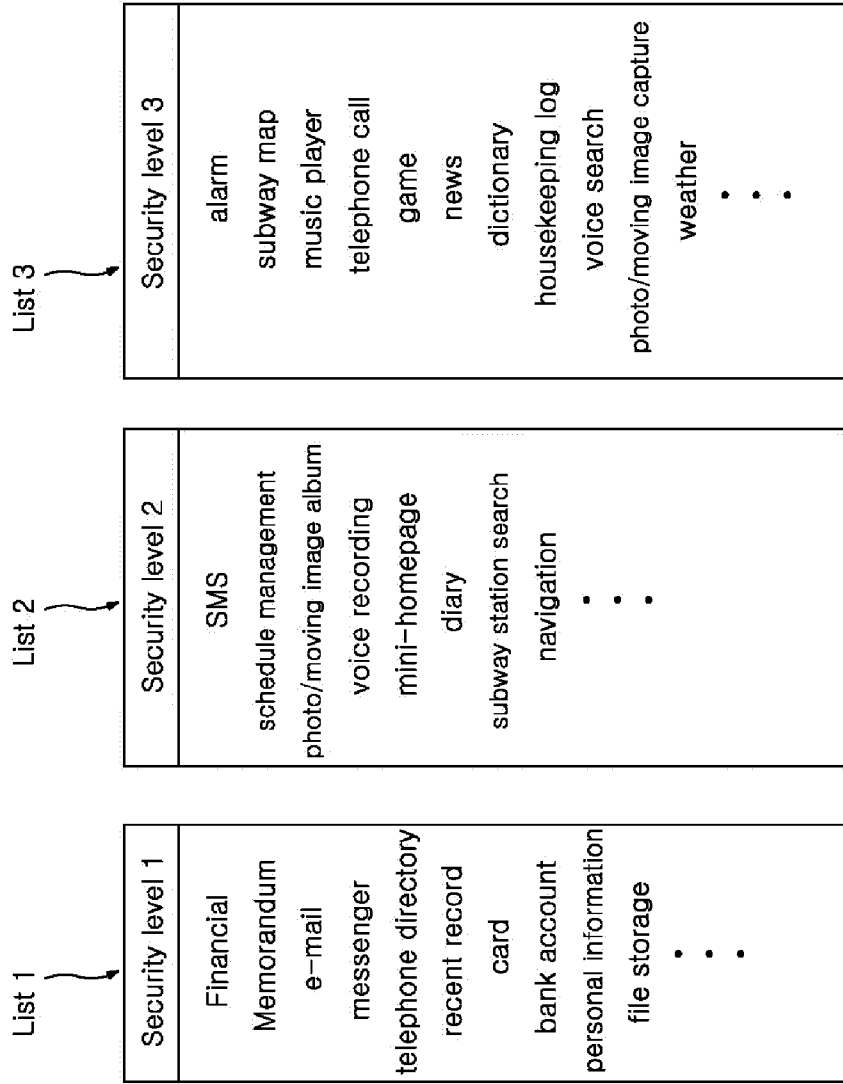 List 1
Security level 1
Financial
Memorandum
e-mail
messenger
telephone directory
recent record
card
bank account
personal information
file storage
• • •
List 2
Security level 2
SMS
schedule management
photo/moving image album
voice recording
mini-homepage
diary
subway station search
navigation
• • •
List 3
Security level 3
alarm
subway map
music player
telephone call
game
news
dictionary
housekeeping log
voice search
photo/moving image capture
weather
• • •